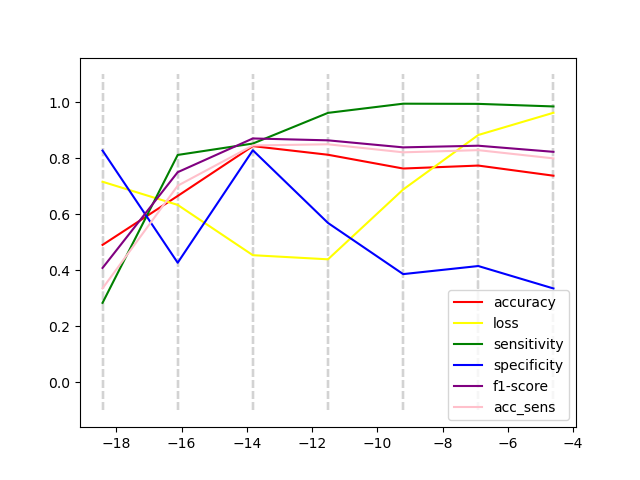 1.0
0.8
0.6
0.4
0.2
0.0
accuracy
loss
sensitivity
specificity
f1-score
acc_sens
−18 −16 −14 −12 −10 −8 −6 −4